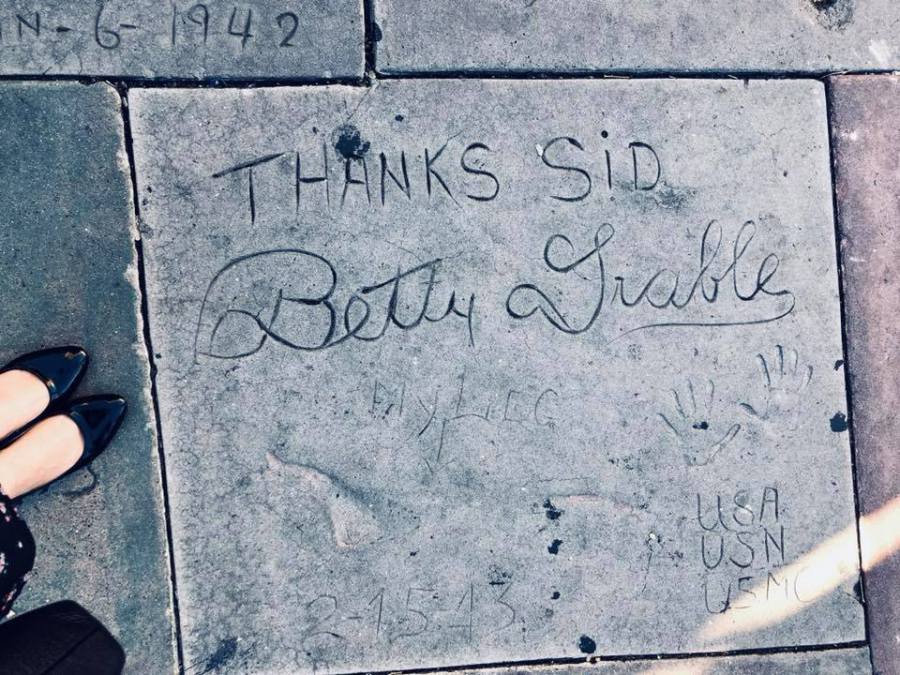 N-6-1942
THANKS SiD
Betty Grable
My LEG
USA
USN
USMC
2-15-43